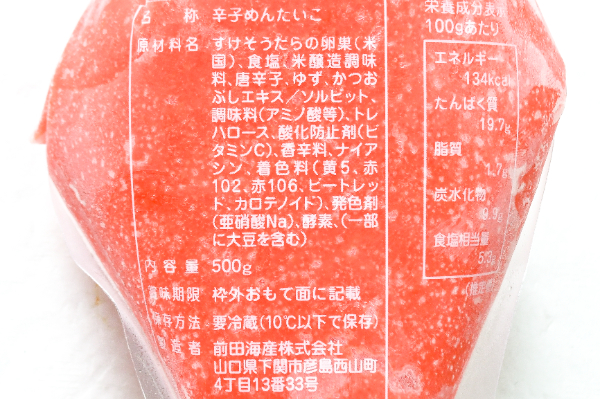 名 称 辛子めんたいこ
原材料名 すけそうだらの卵巣(米
国)、食塩、米醸造調味
料、唐辛子、ゆず、かつお
ぶしエキス／ソルビット、
調味料(アミノ酸等)、トレ
ハロース、酸化防止剤(ビ
タミンC)、香辛料、ナイア
シン、着色料(黄5、赤
102、赤106、ビートレッ
ド、カロテノイド)、発色剤
(亜硝酸Na)、酵素、(一部
に大豆を含む)
内容量 500g
賞味期限 枠外おもて面に記載
保存方法 要冷蔵(10℃以下で保存)
製造者 前田海産株式会社
山口県下関市彦島西山町
4丁目13番33号
栄養成分表示
100gあたり
エネルギー
134kcal
たんぱく質
19.7g
脂質
1.7g
炭水化物
食塩相当量